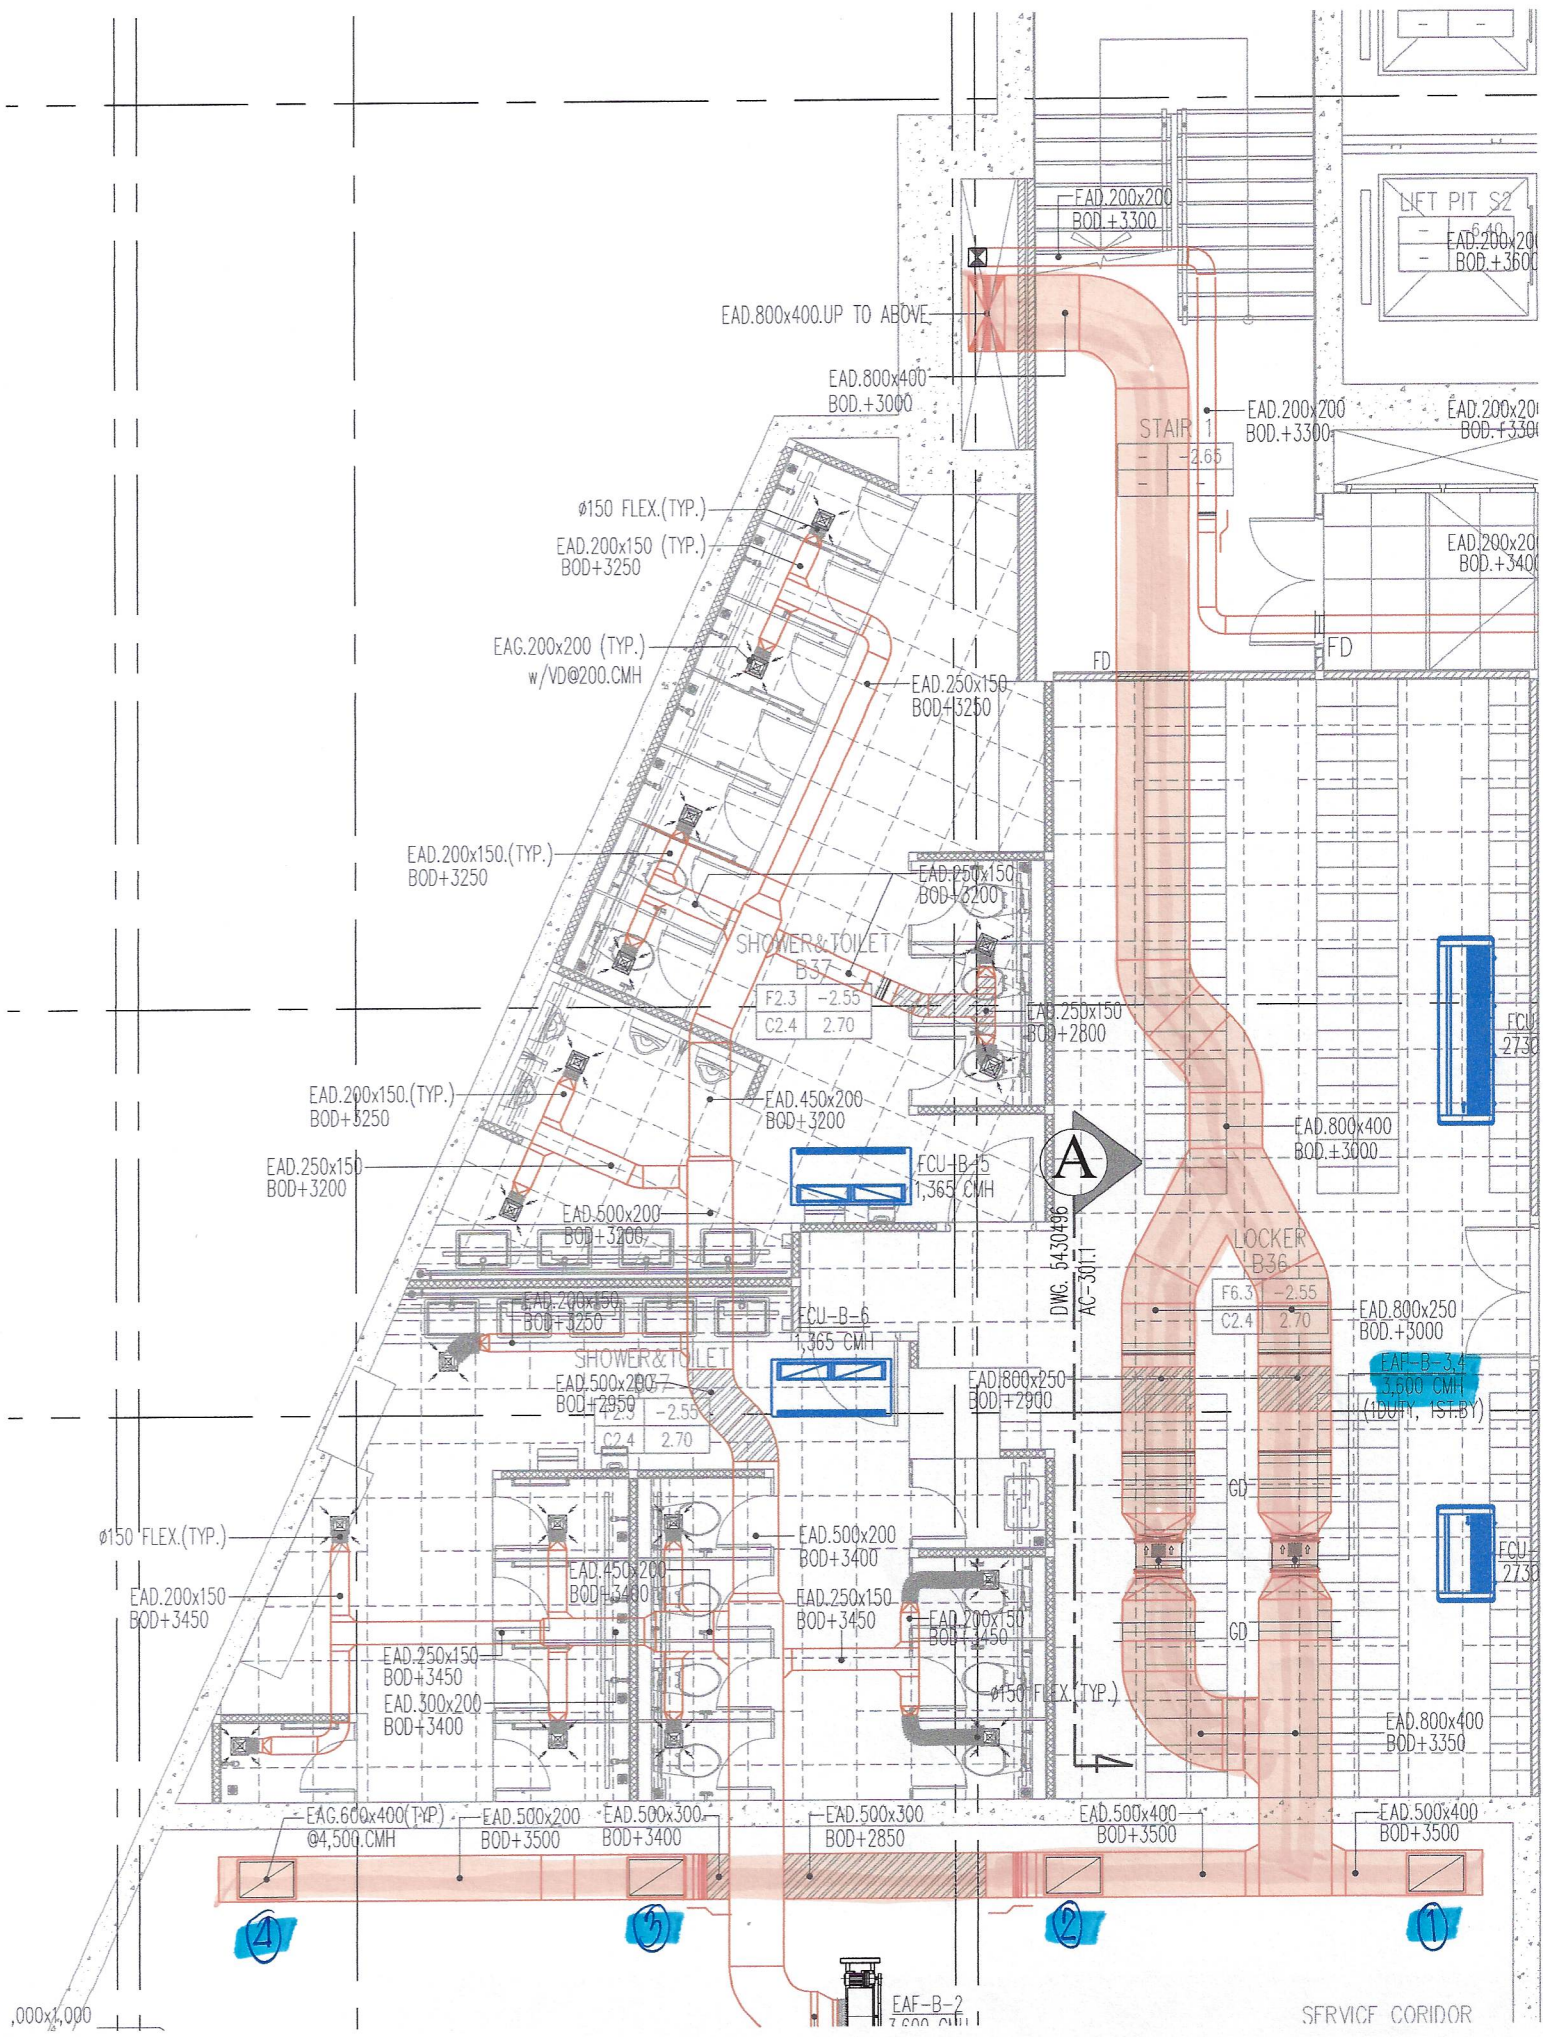 LIFT PIT S2
-
-6.40
EAD.200x200
BOD.+3300
BOD.+3600
EAD.800x400.UP TO ABOVE
EAD.800x400
BOD.+3000
EAD.200x200
BOD.+3300
STAIR 1
- -2.65
- -
ø150 FLEX.(TYP.)
EAD.200x150 (TYP.)
BOD+3250
FD
FD
EAG.200x200 (TYP.)
w/VD@200.CMH
EAD.250x150
BOD+3250
EAD.200x150.(TYP.)
BOD+3250
EAD.250x150
BOD+3200
SHOWER&TOILET
B37
F2.3 -2.55
C2.4 2.70
EAD.250x150
BOD+2800
FCU
2730
EAD.200x150.(TYP.)
BOD+3250
EAD.450x200
BOD+3200
EAD.800x400
BOD.+3000
EAD.250x150
BOD+3200
FCU-B-5
1,365 CMH
A
DWG. 5430496
AC-3011
EAD.500x200
BOD+3200
LOCKER
B36
F6.3 -2.55
C2.4 2.70
EAD.200x150
BOD+3250
FCU-B-6
1,365 CMH
EAD.800x250
BOD.+3000
SHOWER&TOILET
EAD.500x200
BOD+2950
-2.55
C2.4 2.70
EAD.800x250
BOD.+2900
EAF-B-3,4
3,600 CMH
(1DUTY, 1ST.BY)
GD
ø150 FLEX.(TYP.)
EAD.500x200
BOD+3400
FCU
2730
EAD.200x150
BOD+3450
EAD.450x200
BOD+3400
EAD.250x150
BOD+3450
EAD.200x150
BOD+3450
GD
EAD.250x150
BOD+3450
EAD.300x200
BOD+3400
ø150 FLEX.(TYP.)
EAD.800x400
BOD+3350
EAG.600x400(TYP)
@4,500.CMH
EAD.500x200
BOD+3500
EAD.500x300
BOD+3400
EAD.500x300
BOD+2850
EAD.500x400
BOD+3500
EAD.500x400
BOD+3500
4
3
2
1
,000x1,000
EAF-B-2
SERVICE CORIDOR